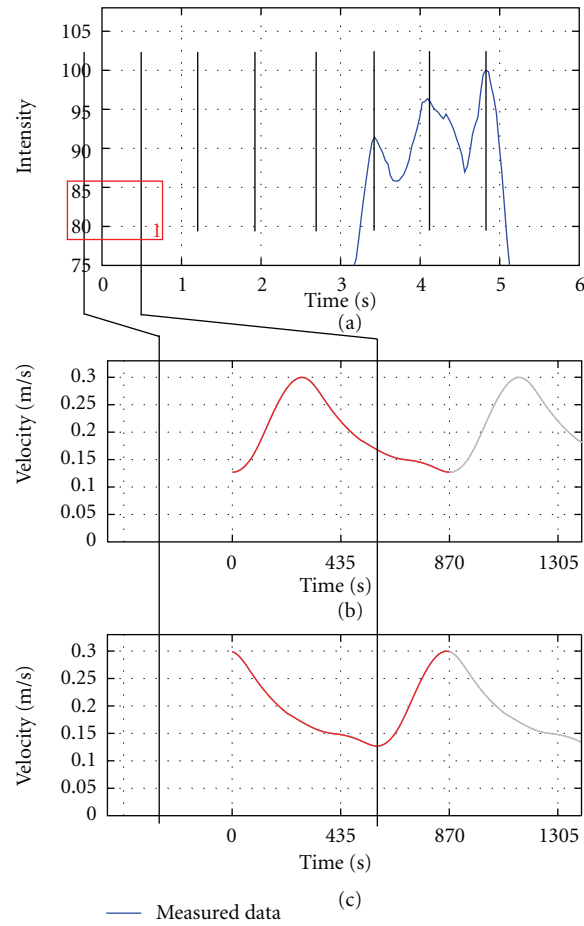 105
100
95
90
85
80
75
Intensity
1
0 1 2 3 4 5 6
Time (s)
(a)
0.3
0.25
0.2
0.15
0.1
0.05
0
Velocity (m/s)
0 435 870 1305
Time (s)
(b)
0.3
0.25
0.2
0.15
0.1
0.05
0
Velocity (m/s)
0 435 870 1305
Time (s)
(c)
Measured data